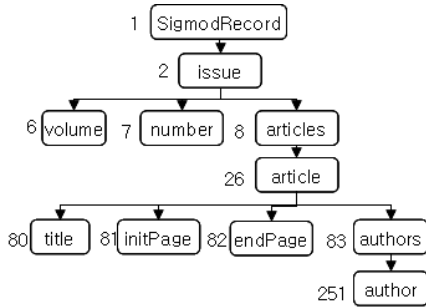 1 SigmodRecord
2 issue
6 volume 7 number 8 articles
26 article
80 title 81 initPage 82 endPage 83 authors
251 author